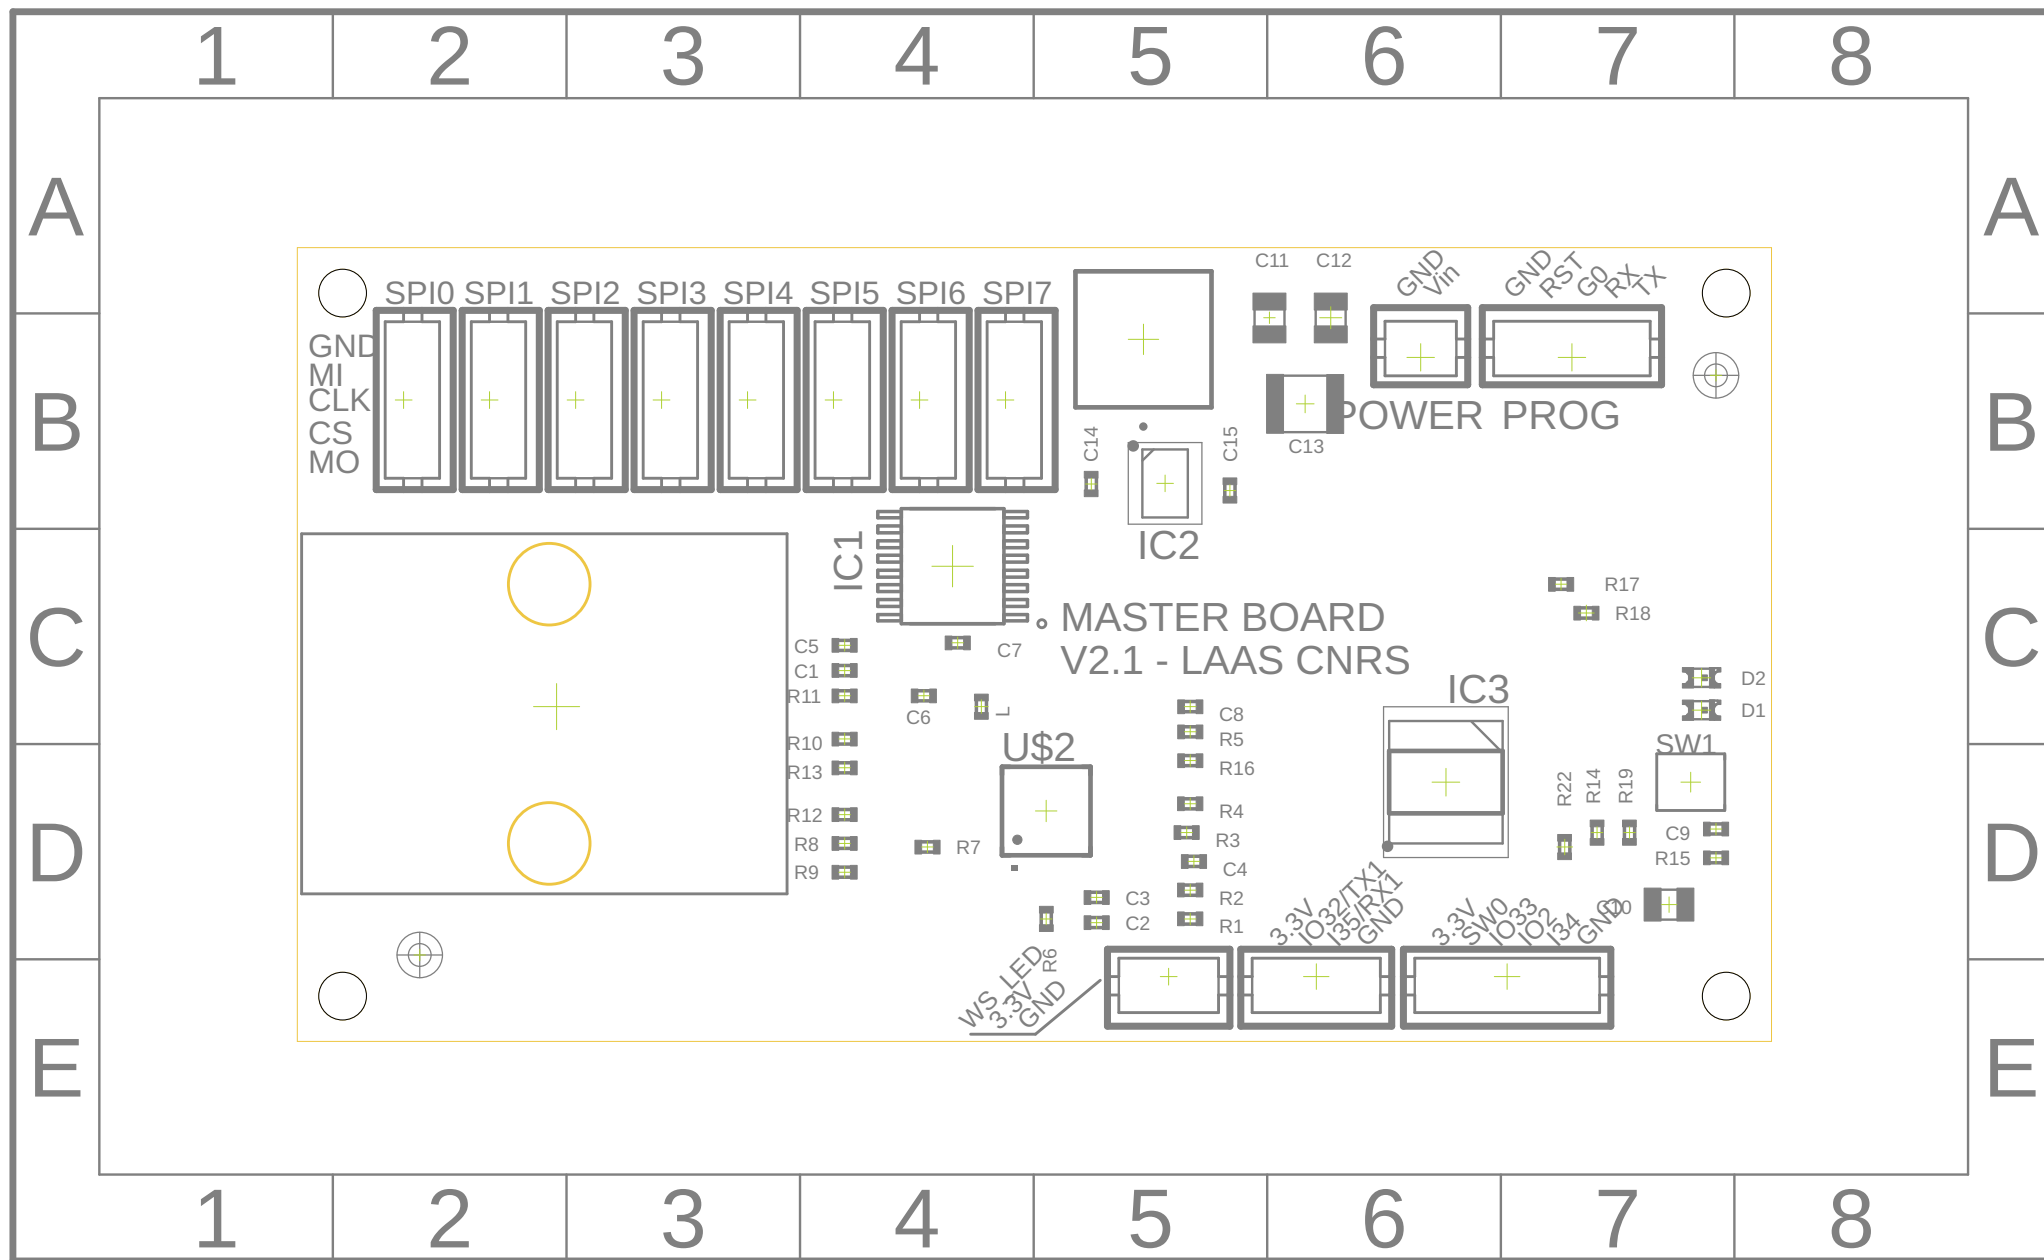 1 2 3 4 5 6 7 8
A A
C11 C12
GND Vin
GND RST G0 RX TX
SPI0 SPI1 SPI2 SPI3 SPI4 SPI5 SPI6 SPI7
GND
MI
CLK
CS
MO
B B
POWER PROG
C14 C15 C13
IC1 IC2
R17
R18
MASTER BOARD
V2.1 - LAAS CNRS
C C
C5 C7
C1
R11 C6 L
IC3
D2
D1
C8
R5
R16
U$2
SW1
R10
R13
R22 R14 R19
R12 R4
R8 R7 R3
C9
R15
D D
R9 C4
C3 R2
C2 R1
R6
C10
3.3V IO32/TX1 I35/RX1 GND
3.3V SW0 IO33 IO2 I34 GND
WS_LED
3.3V
GND
E E
1 2 3 4 5 6 7 8